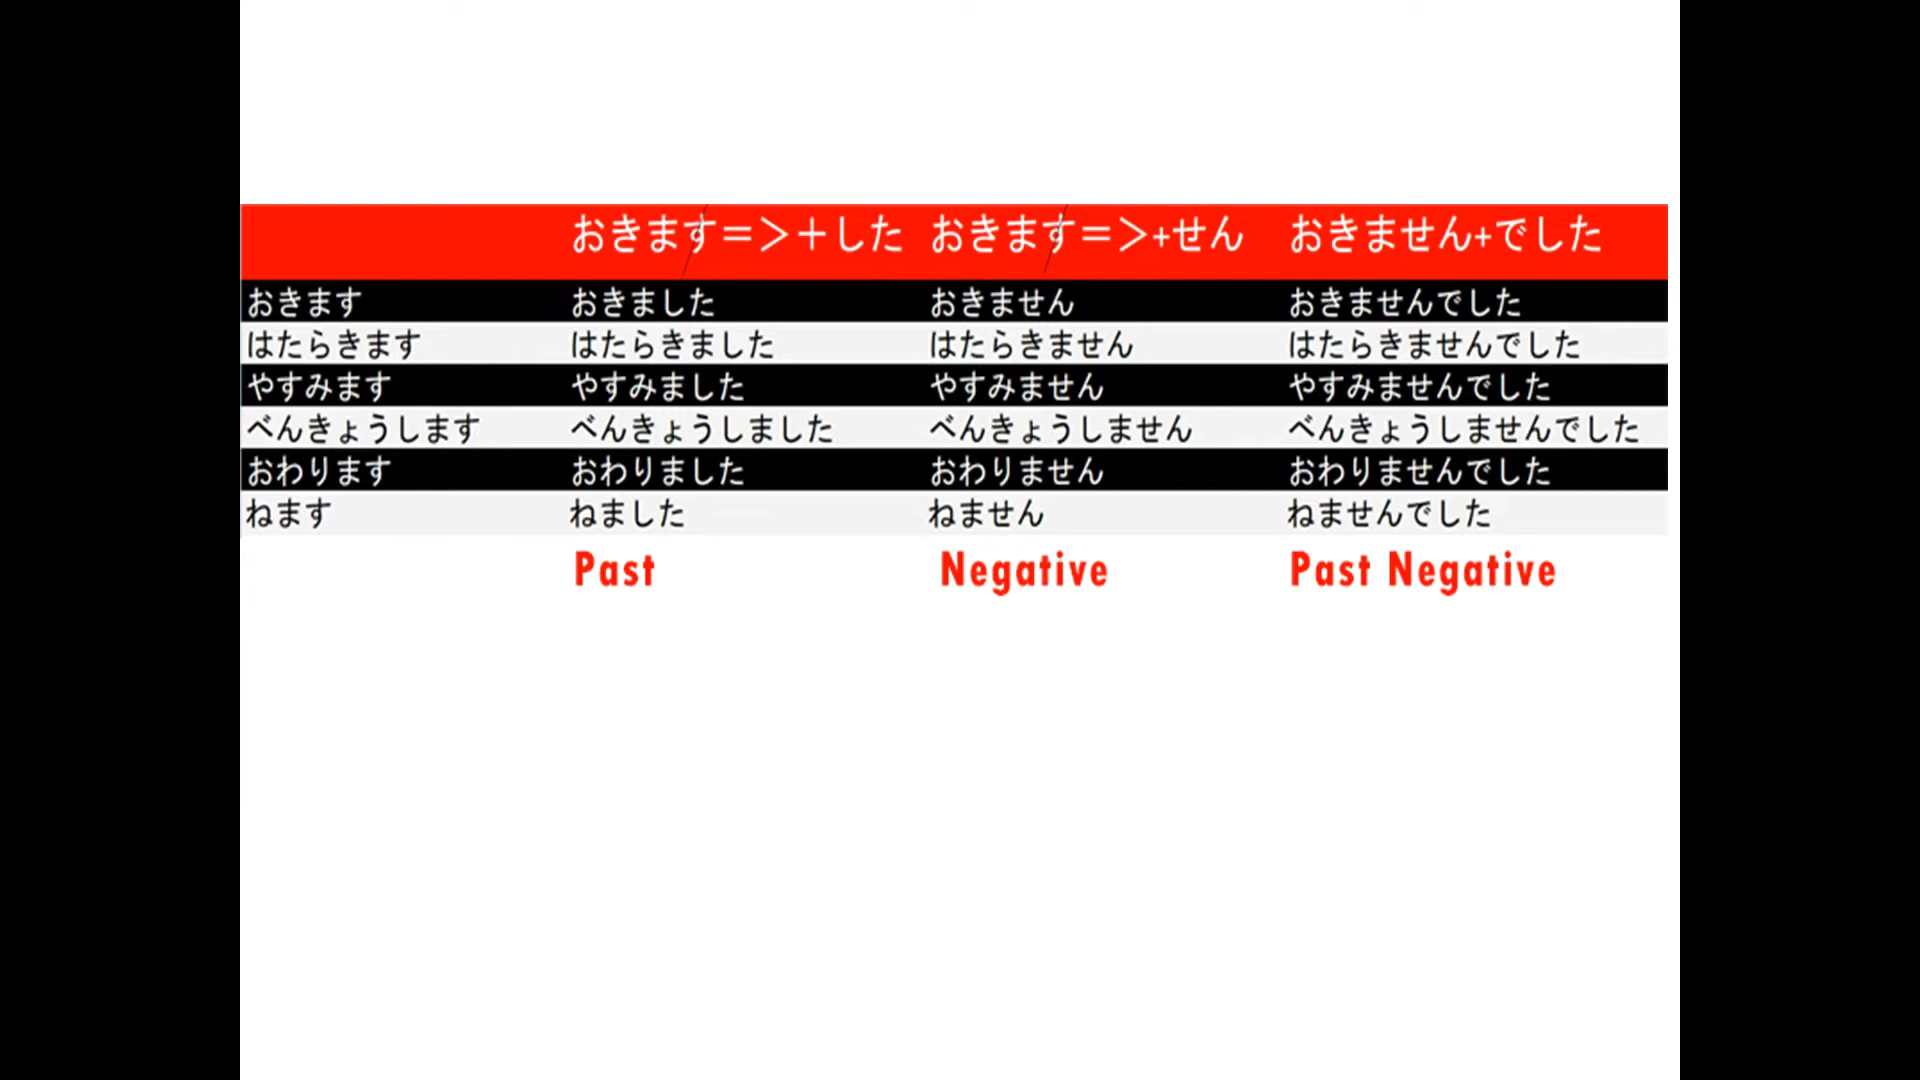 おきます＝＞＋した おきます＝＞+せん おきません+でした
おきます おきました おきません おきませんでした
はたらきます はたらきました はたらきません はたらきませんでした
やすみます やすみました やすみません やすみませんでした
べんきょうします べんきょうしました べんきょうしません べんきょうしませんでした
おわります おわりました おわりません おわりませんでした
ねます ねました ねません ねませんでした
Past Negative Past Negative